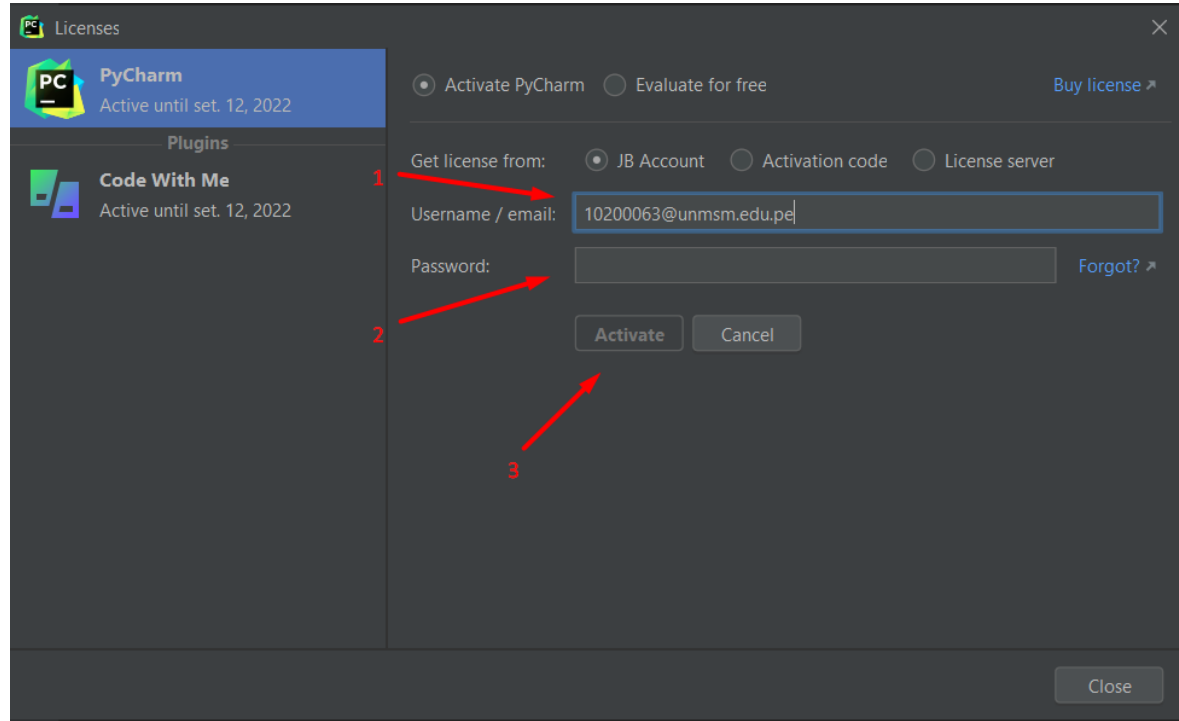 Licenses
PC
PyCharm
Active until set. 12, 2022
Plugins
Code With Me
Active until set. 12, 2022
Activate PyCharm Evaluate for free Buy license
Get license from: JB Account Activation code License server
1
Username / email: 10200063@unmsm.edu.pe
Password: Forgot?
2
Activate Cancel
3
Close